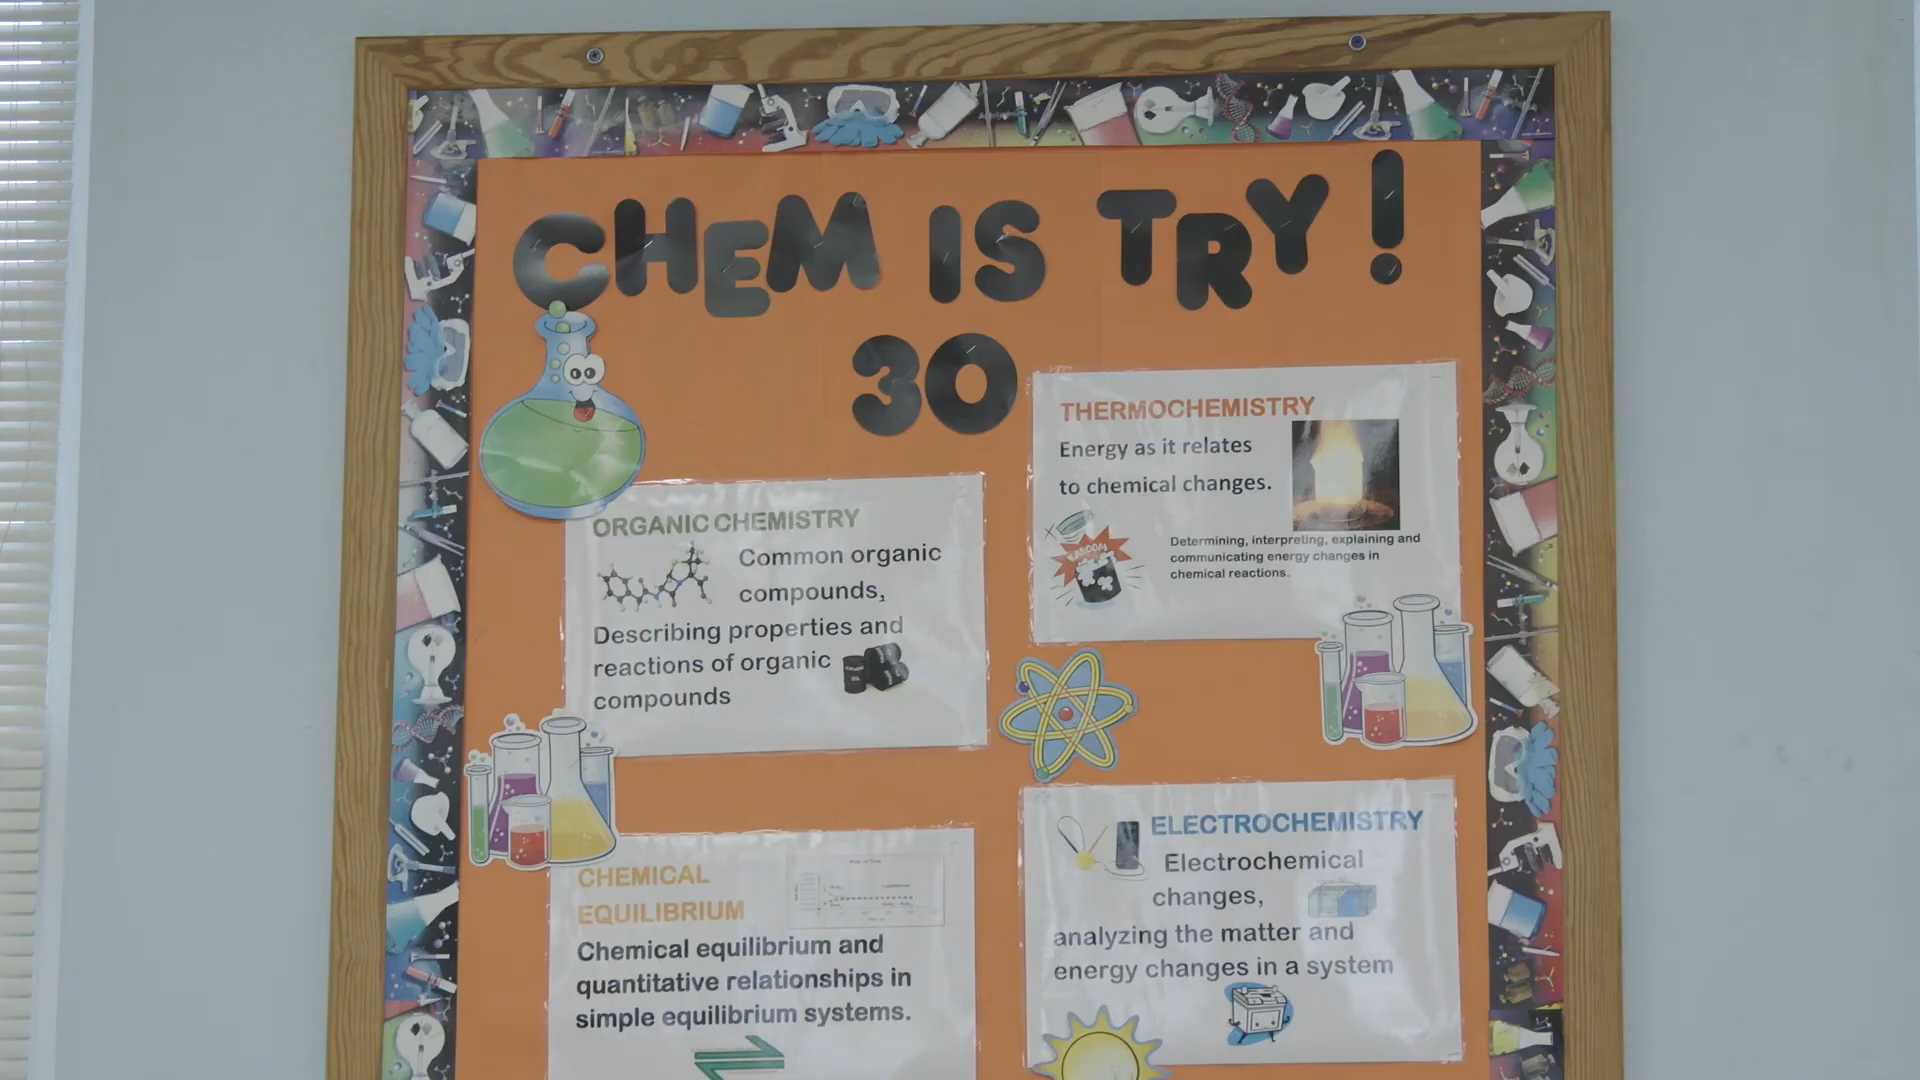 CHEM IS TRY!
30
THERMOCHEMISTRY
Energy as it relates
to chemical changes.
KABOOM
Determining, interpreting, explaining and
communicating energy changes in
chemical reactions.
ORGANIC CHEMISTRY
Common organic
compounds,
Describing properties and
reactions of organic
compounds
ELECTROCHEMISTRY
Electrochemical
changes,
analyzing the matter and
energy changes in a system
CHEMICAL
EQUILIBRIUM
Chemical equilibrium and
quantitative relationships in
simple equilibrium systems.